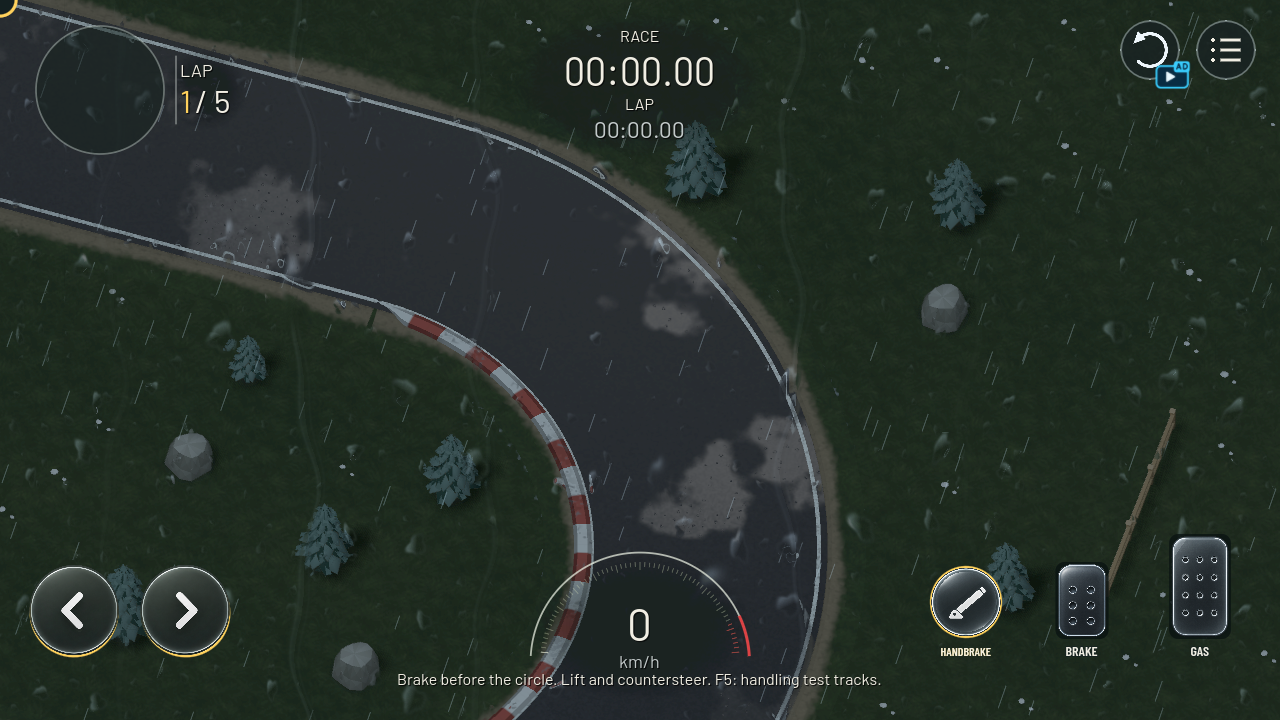 RACE
00:00.00
LAP
00:00.00
LAP
1 / 5
AD
0
km/h
HANDBRAKE
BRAKE
GAS
Brake before the circle. Lift and countersteer. F5: handling test tracks.